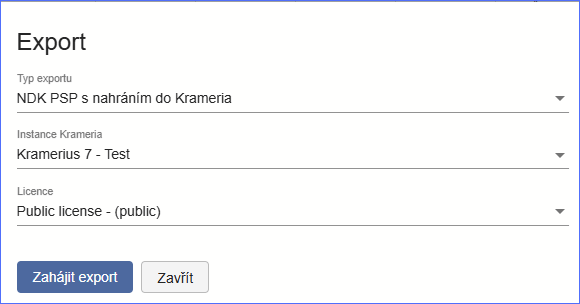 Export
Typ exportu
NDK PSP s nahráním do Krameria
Instance Krameria
Kramerius 7 - Test
Licence
Public license - (public)
Zahájit export
Zavřít